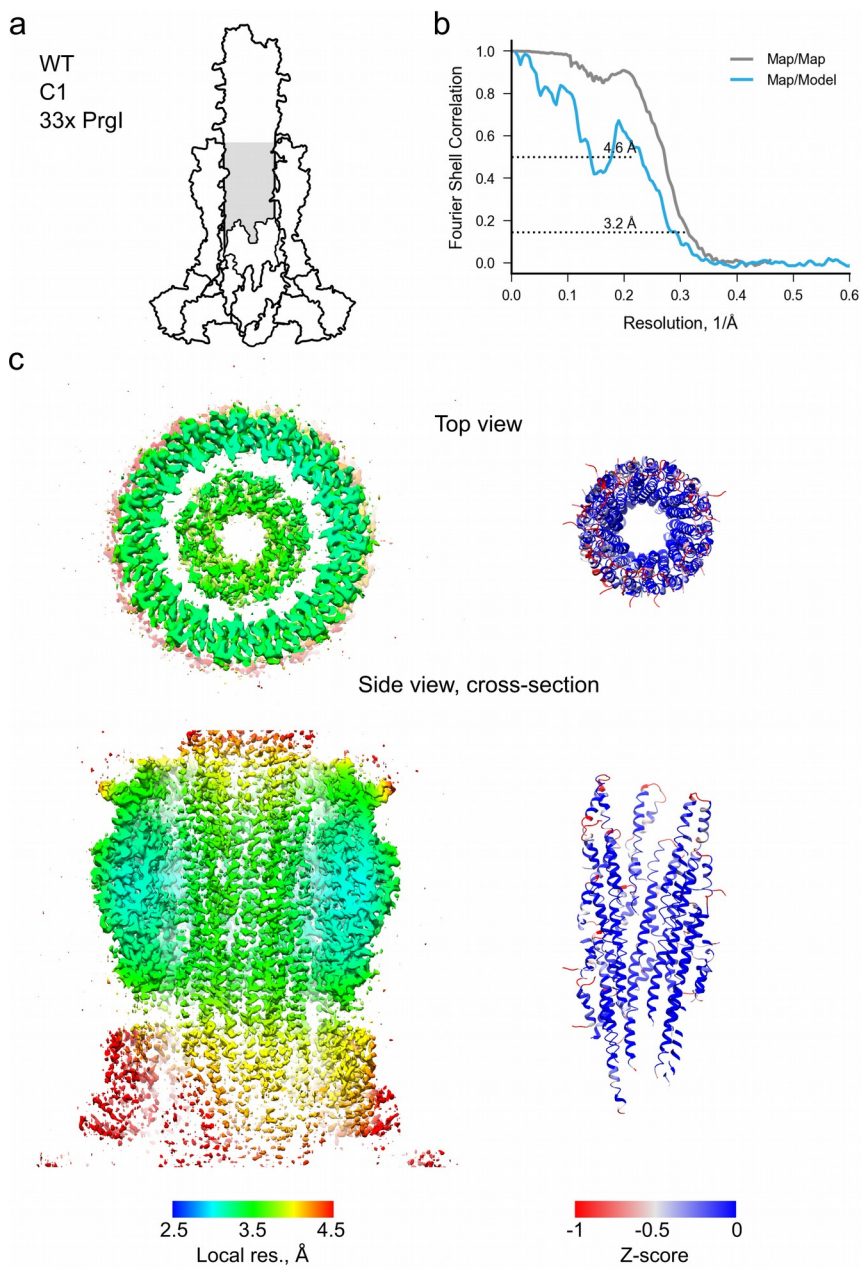 a
WT
C1
33x PrgI
b
1.0
0.8
0.6
0.4
0.2
0.0
Fourier Shell Correlation
Map/Map
Map/Model
4.6 Å
3.2 Å
0.0 0.1 0.2 0.3 0.4 0.5 0.6
Resolution, 1/Å
c
Top view
Side view, cross-section
2.5 3.5 4.5
Local res., Å
-1 -0.5 0
Z-score